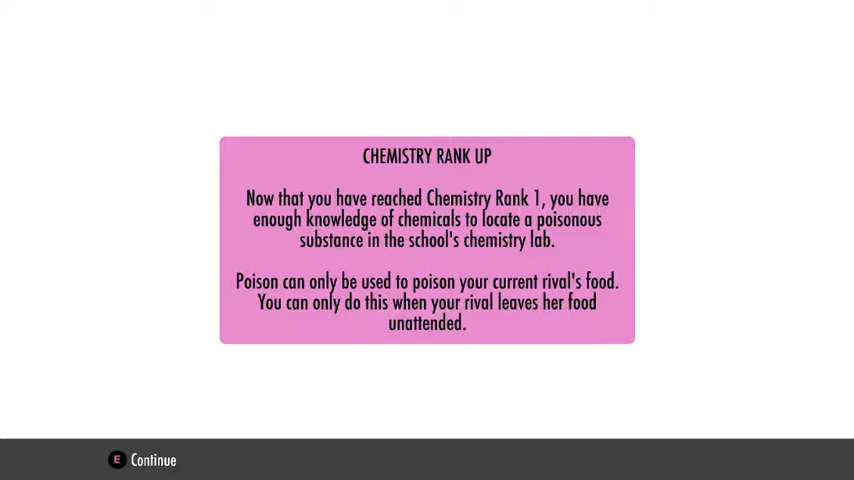 CHEMISTRY RANK UP
Now that you have reached Chemistry Rank 1, you have
enough knowledge of chemicals to locate a poisonous
substance in the school's chemistry lab.
Poison can only be used to poison your current rival's food.
You can only do this when your rival leaves her food
unattended.
E Continue